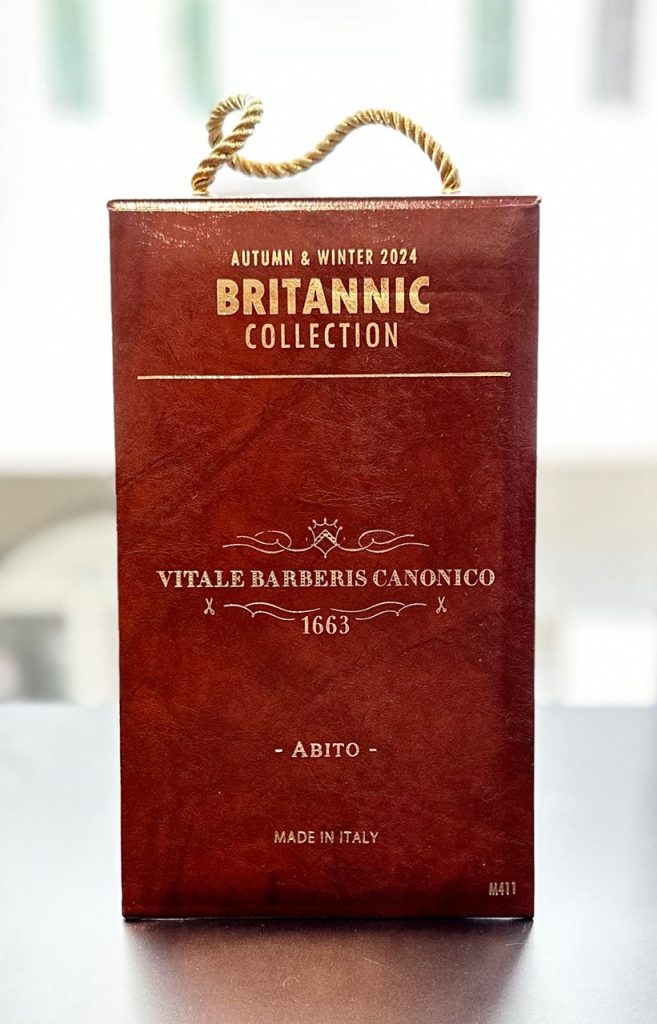 AUTUMN & WINTER 2024
BRITANNIC
COLLECTION
VITALE BARBERIS CANONICO
1663
- ABITO -
MADE IN ITALY
M411